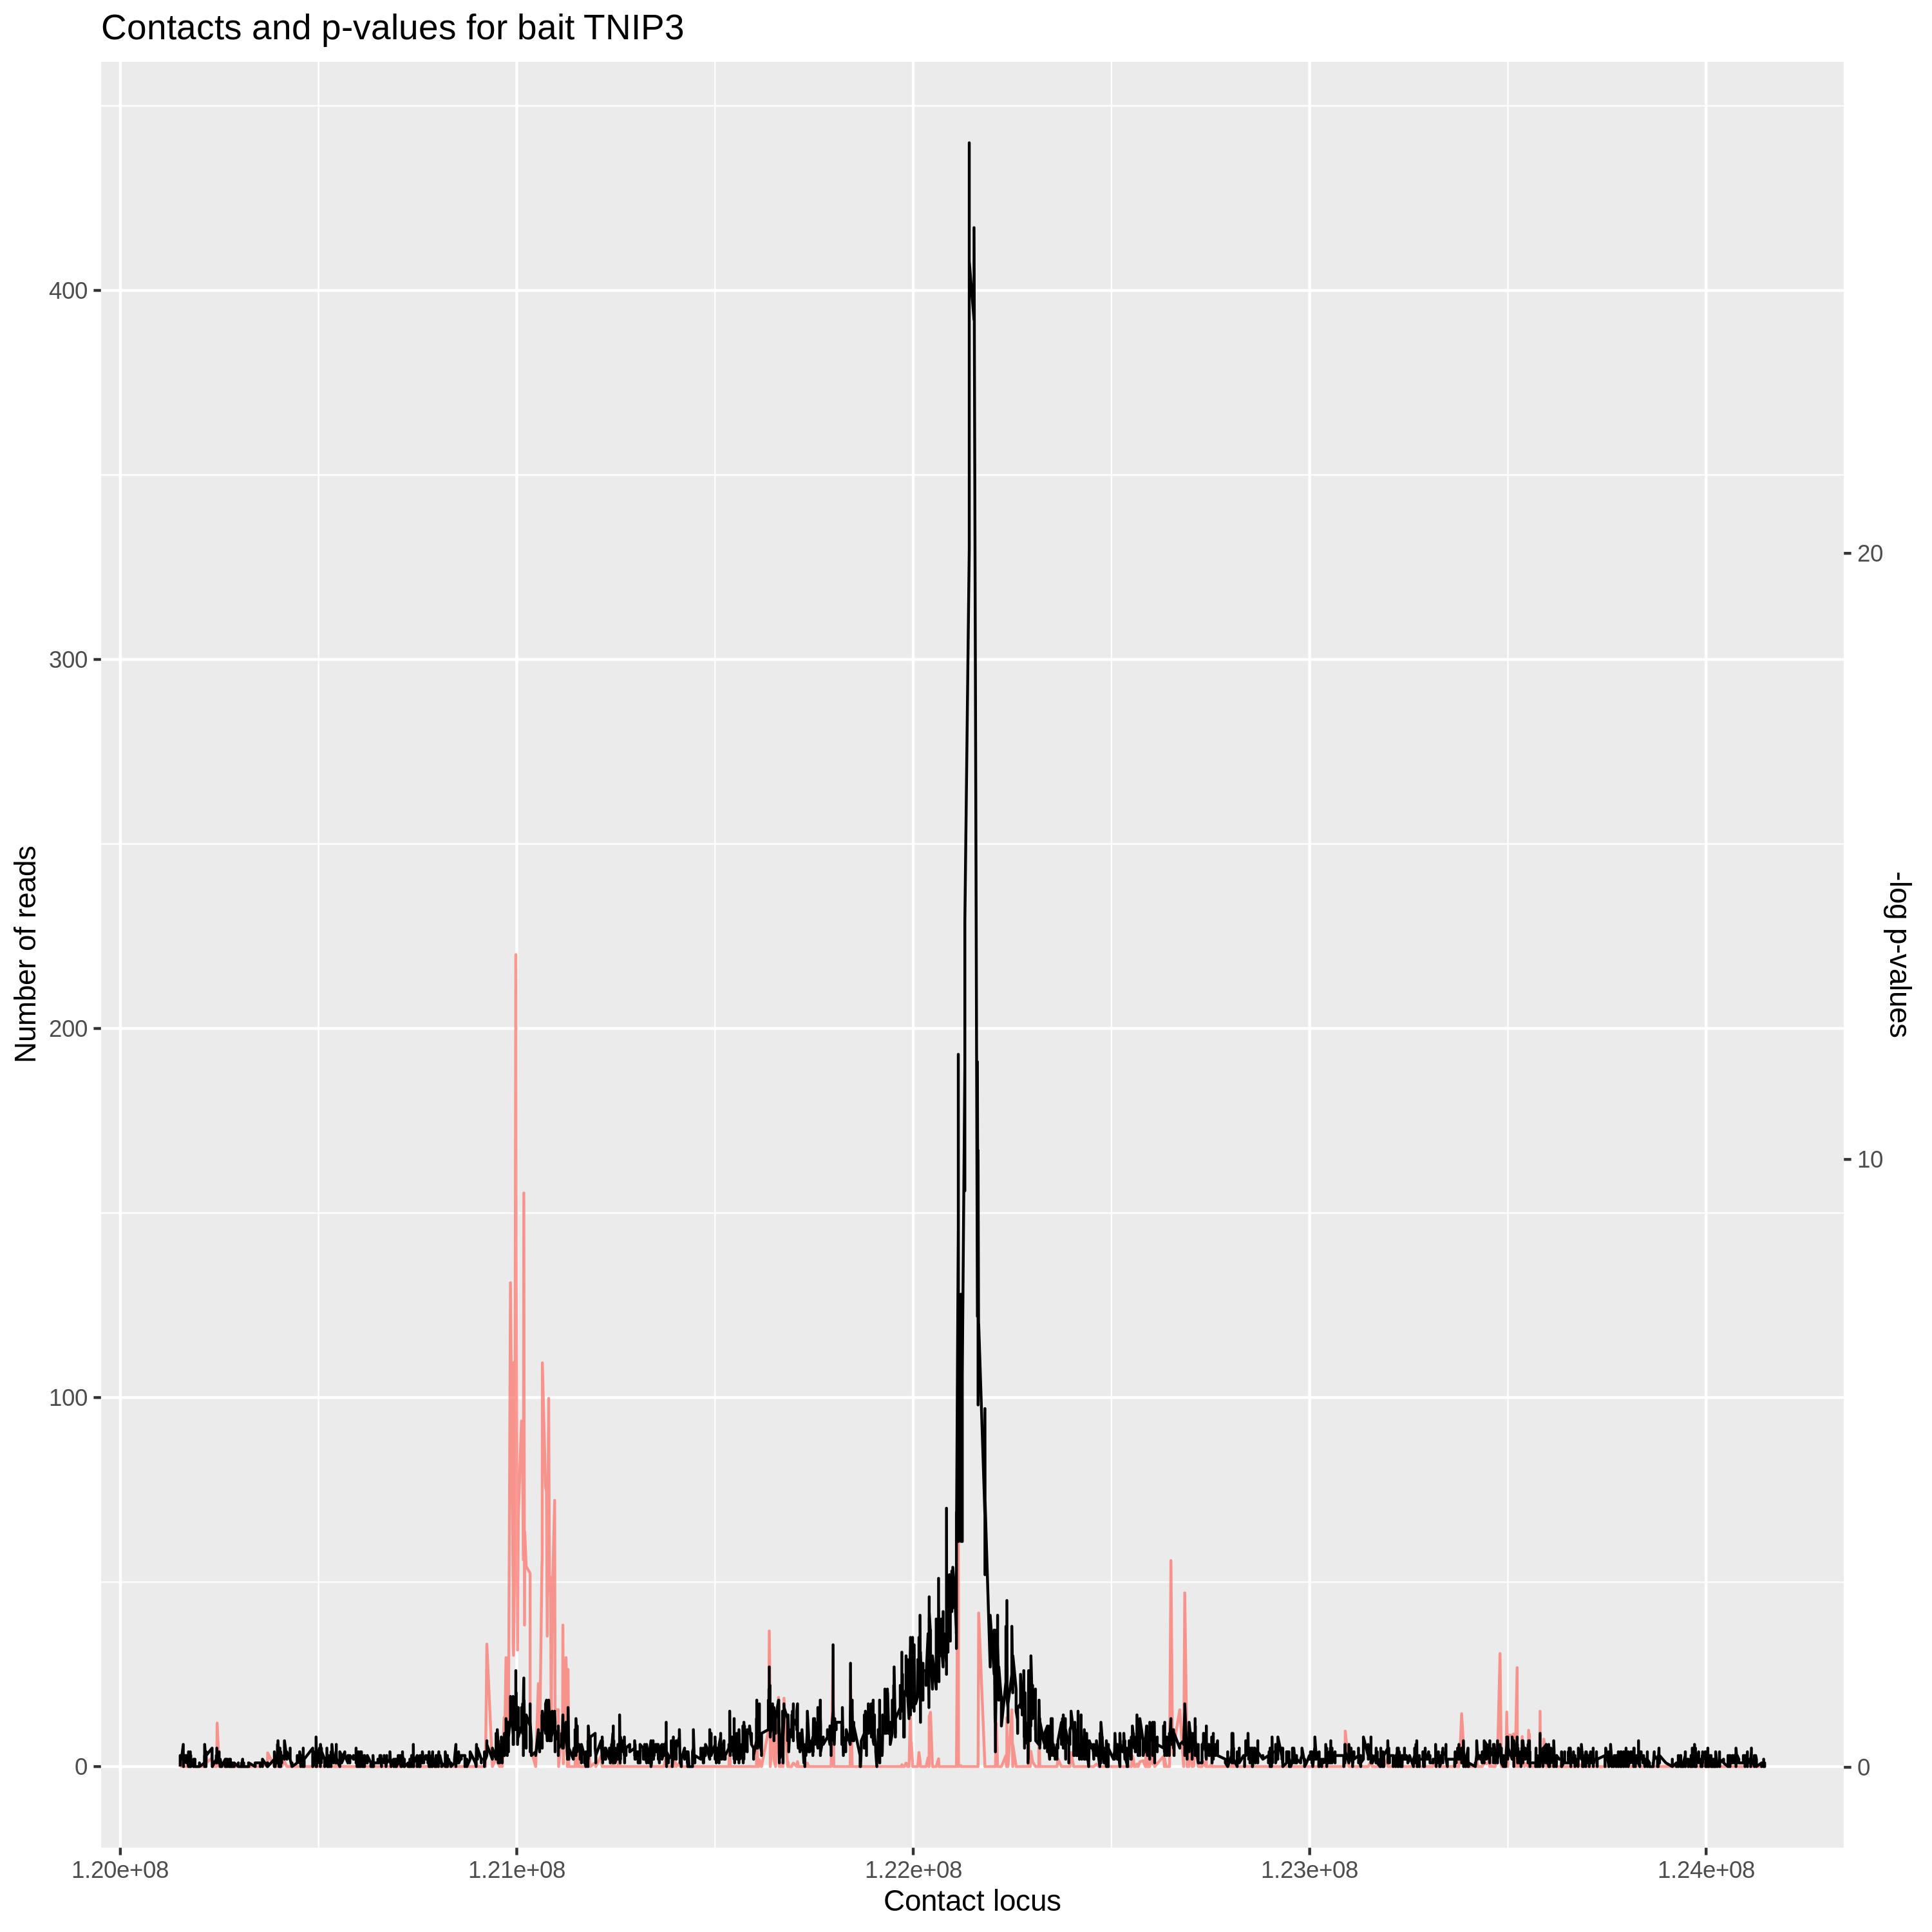 Contacts and p-values for bait TNIP3
Number of reads
400
300
200
100
0
20
10
0
-log p-values
1.20e+08
1.21e+08
1.22e+08
1.23e+08
1.24e+08
Contact locus